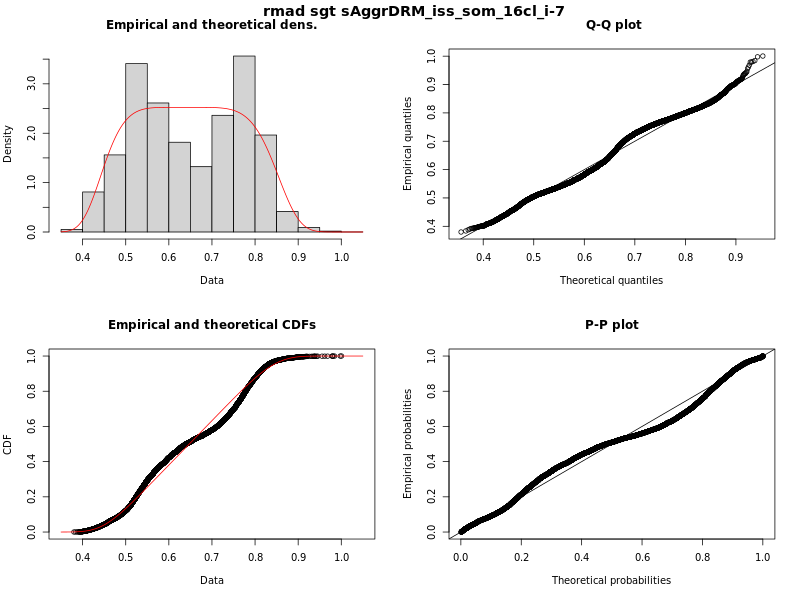 rmad sgt sAggrDRM_iss_som_16cl_i-7
Empirical and theoretical dens.
Density
0.0 1.0 2.0 3.0
0.4 0.5 0.6 0.7 0.8 0.9 1.0
Data
Q-Q plot
Empirical quantiles
0.4 0.5 0.6 0.7 0.8 0.9 1.0
0.4 0.5 0.6 0.7 0.8 0.9
Theoretical quantiles
Empirical and theoretical CDFs
CDF
0.0 0.2 0.4 0.6 0.8 1.0
0.4 0.5 0.6 0.7 0.8 0.9 1.0
Data
P-P plot
Empirical probabilities
0.0 0.2 0.4 0.6 0.8 1.0
0.0 0.2 0.4 0.6 0.8 1.0
Theoretical probabilities